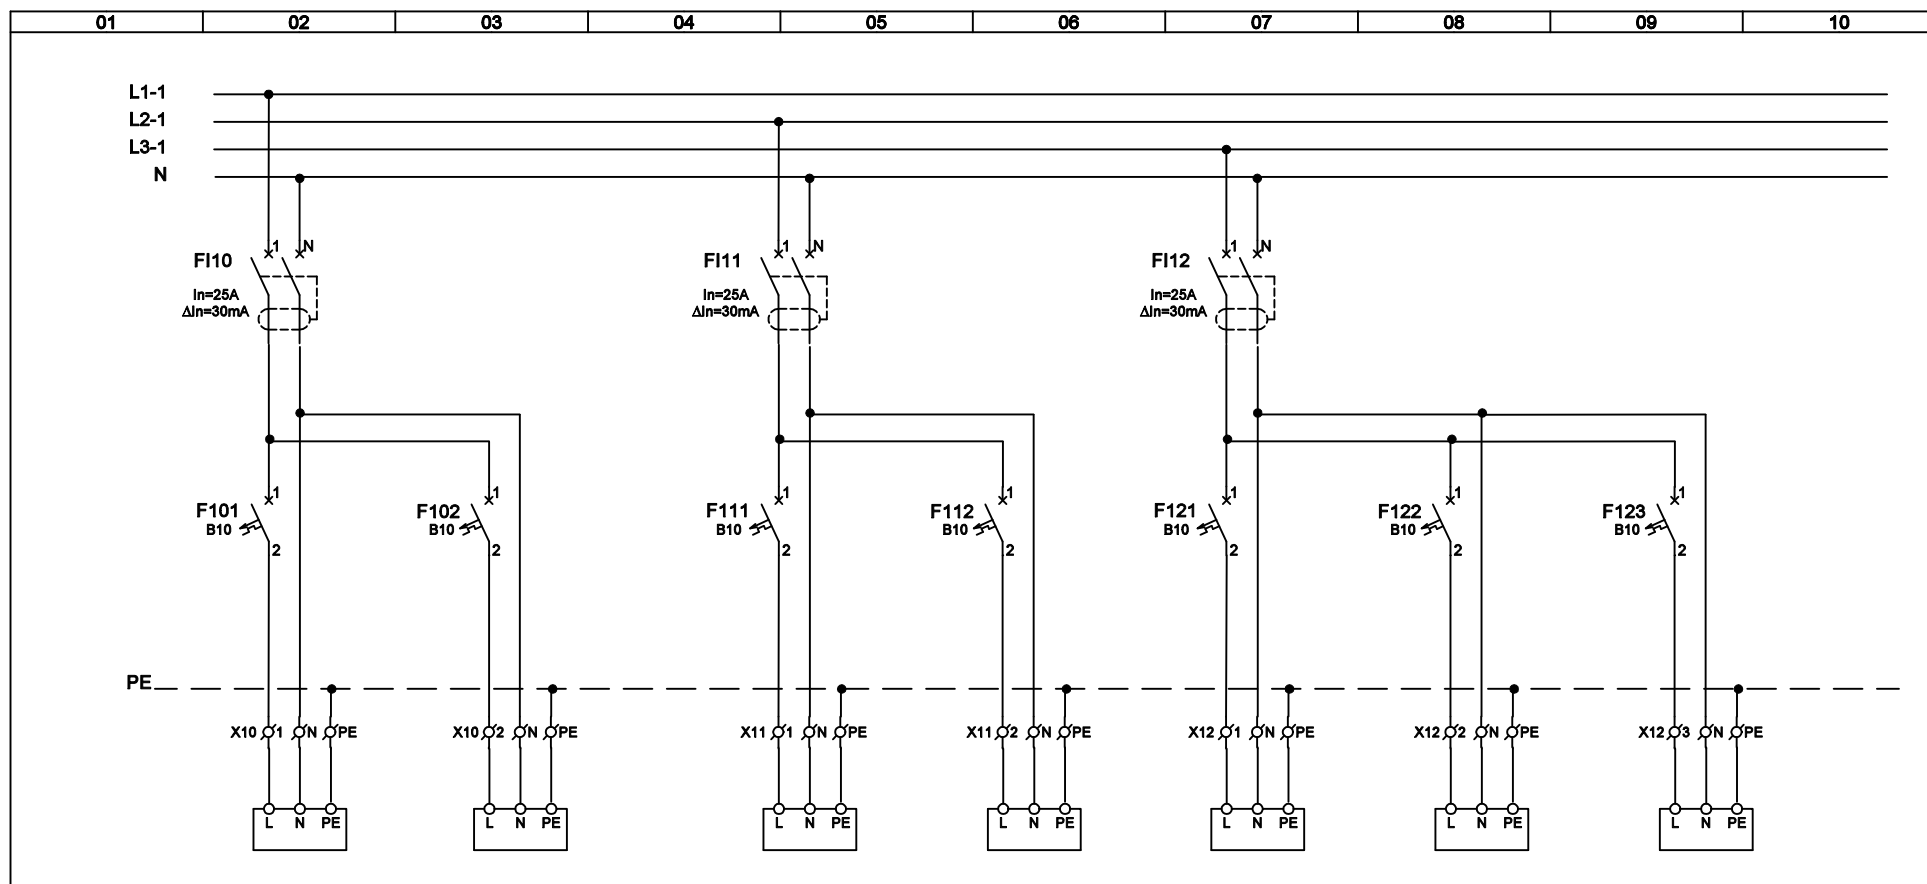 01 02 03 04 05 06 07 08 09 10
L1-1
L2-1
L3-1
N
1 N 1 N 1 N
FI10 FI11 FI12
In=25A In=25A In=25A
ΔIn=30mA ΔIn=30mA ΔIn=30mA
1 1 1 1 1 1 1
F101 F102 F111 F112 F121 F122 F123
B10 B10 B10 B10 B10 B10 B10
2 2 2 2 2 2 2
PE
X10 1 N PE X10 2 N PE X11 1 N PE X11 2 N PE X12 1 N PE X12 2 N PE X12 3 N PE
L N PE L N PE L N PE L N PE L N PE L N PE L N PE